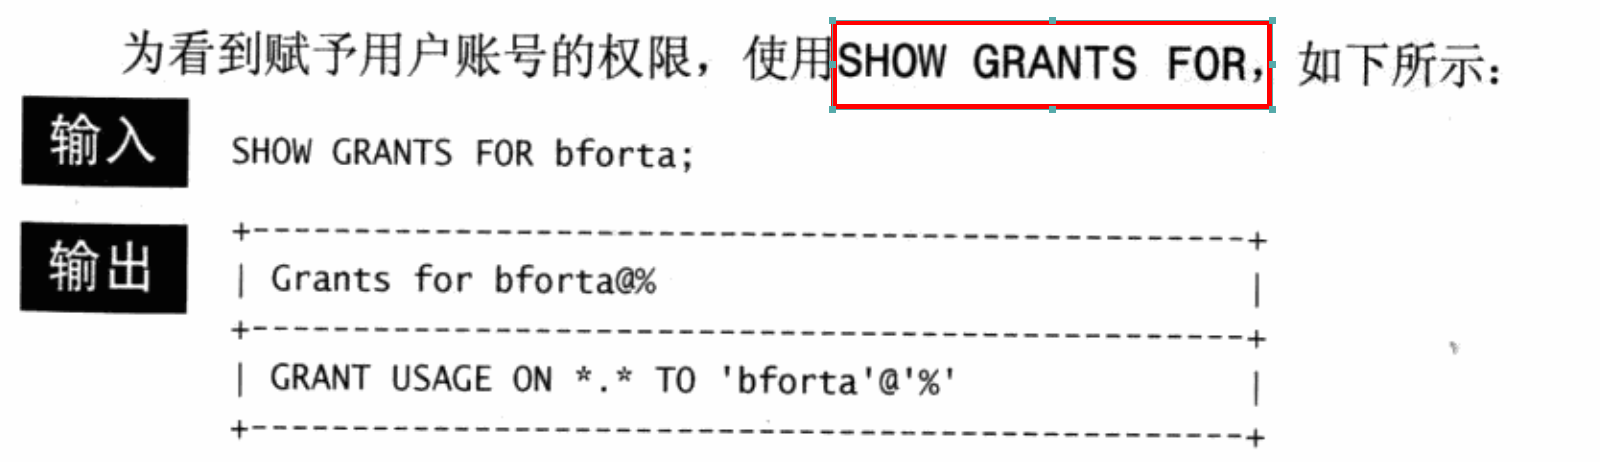 为看到赋予用户账号的权限，使用SHOW GRANTS FOR，如下所示：
输入 SHOW GRANTS FOR bforta;
输出
+--------------------------------------------------+
| Grants for bforta@% |
+--------------------------------------------------+
| GRANT USAGE ON *.* TO 'bforta'@'%' |
+--------------------------------------------------+